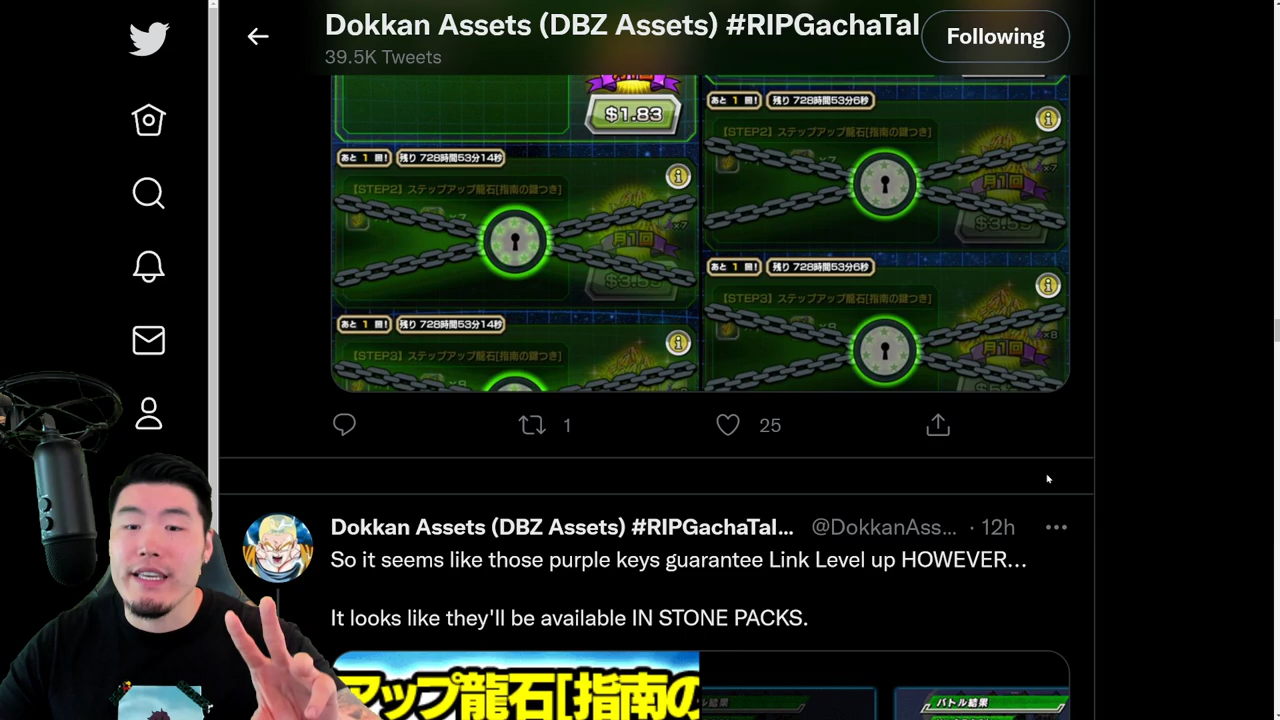 Dokkan Assets (DBZ Assets) #RIPGachaTal
39.5K Tweets
Following
$1.83
あと 1 回!
残り 728時間53分14秒
【STEP2】ステップアップ龍石[指南の鍵つき]
月1回
x7
あと 1 回!
残り 728時間53分14秒
【STEP3】ステップアップ龍石[指南の鍵つき]
あと 1 回!
残り 728時間53分6秒
【STEP2】ステップアップ龍石[指南の鍵つき]
月1回
x7
あと 1 回!
残り 728時間53分6秒
【STEP3】ステップアップ龍石[指南の鍵つき]
月1回
x8
1
25
Dokkan Assets (DBZ Assets) #RIPGachaTal... @DokkanAss... · 12h
So it seems like those purple keys guarantee Link Level up HOWEVER...
It looks like they'll be available IN STONE PACKS.
アップ龍石[指南の
バトル結果